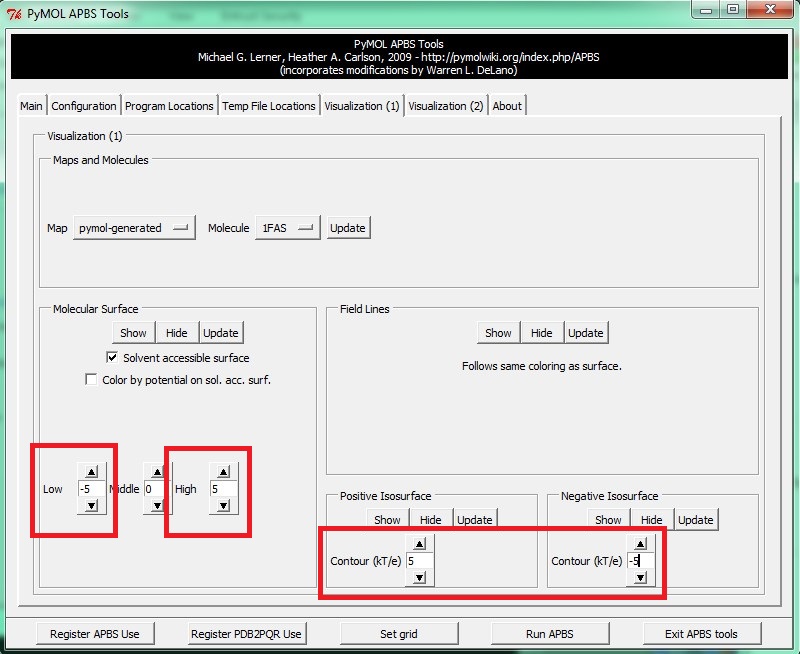 PyMOL APBS Tools
PyMOL APBS Tools
Michael G. Lerner, Heather A. Carlson, 2009 - http://pymolwiki.org/index.php/APBS
(incorporates modifications by Warren L. DeLano)
Main Configuration Program Locations Temp File Locations Visualization (1) Visualization (2) About
Visualization (1)
Maps and Molecules
Map pymol-generated Molecule 1FAS Update
Molecular Surface
Show Hide Update
Solvent accessible surface
Color by potential on sol. acc. surf.
Low -5 Middle 0 High 5
Field Lines
Show Hide Update
Follows same coloring as surface.
Positive Isosurface
Show Hide Update
Contour (kT/e) 5
Negative Isosurface
Show Hide Update
Contour (kT/e) -5
Register APBS Use Register PDB2PQR Use Set grid Run APBS Exit APBS tools